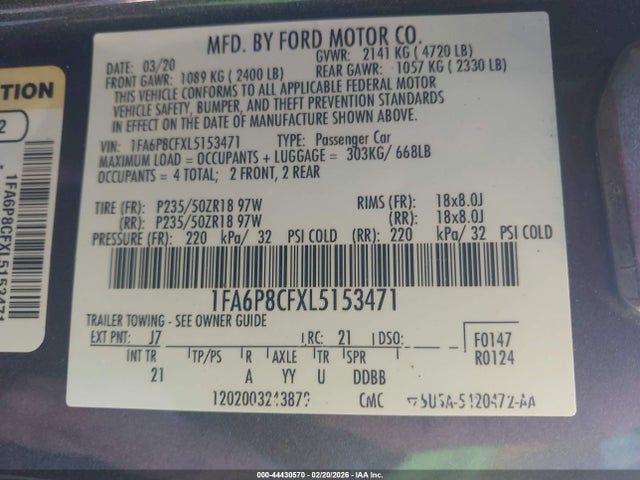 MFD. BY FORD MOTOR CO.
DATE: 03/20 GVWR: 2141 KG (4720 LB)
FRONT GAWR: 1089 KG (2400 LB) REAR GAWR: 1057 KG (2330 LB)
THIS VEHICLE CONFORMS TO ALL APPLICABLE FEDERAL MOTOR
VEHICLE SAFETY, BUMPER, AND THEFT PREVENTION STANDARDS
IN EFFECT ON THE DATE OF MANUFACTURE SHOWN ABOVE.
VIN: 1FA6P8CFXL5153471 TYPE: Passenger Car
MAXIMUM LOAD = OCCUPANTS + LUGGAGE = 303KG/ 668LB
OCCUPANTS = 4 TOTAL; 2 FRONT, 2 REAR
TIRE (FR): P235/50ZR18 97W RIMS (FR): 18x8.0J
(RR): P235/50ZR18 97W (RR): 18x8.0J
PRESSURE (FR): 220 kPa/ 32 PSI COLD (RR): 220 kPa/ 32 PSI COLD
1FA6P8CFXL5153471
TRAILER TOWING - SEE OWNER GUIDE
EXT PNT: J7 RC: 21 DSO: F0147
INT TR TP/PS R AXLE TR SPR R0124
21 A YY U DDBB
CMC
2
1FA6P8CFXL5153471
000-44430570 — 02/20/2026 — IAA Inc.